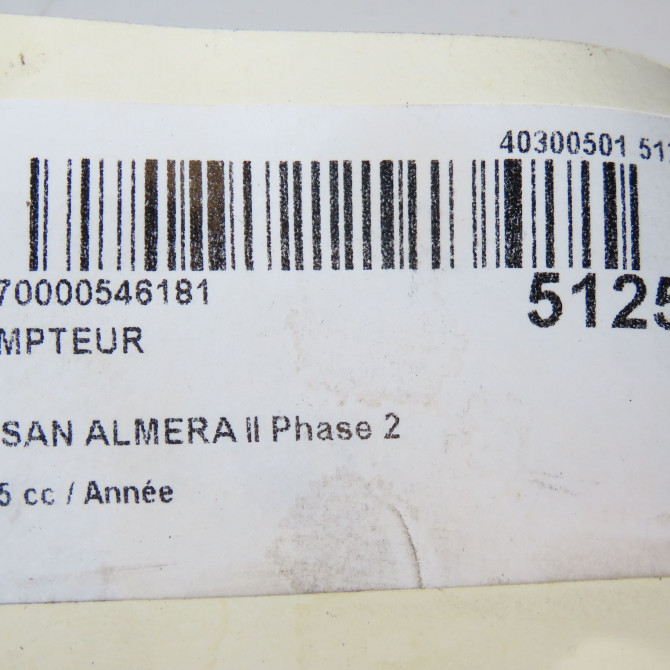 40300501 51
70000546181
5125
MPTEUR
SAN ALMERA II Phase 2
5 cc / Année